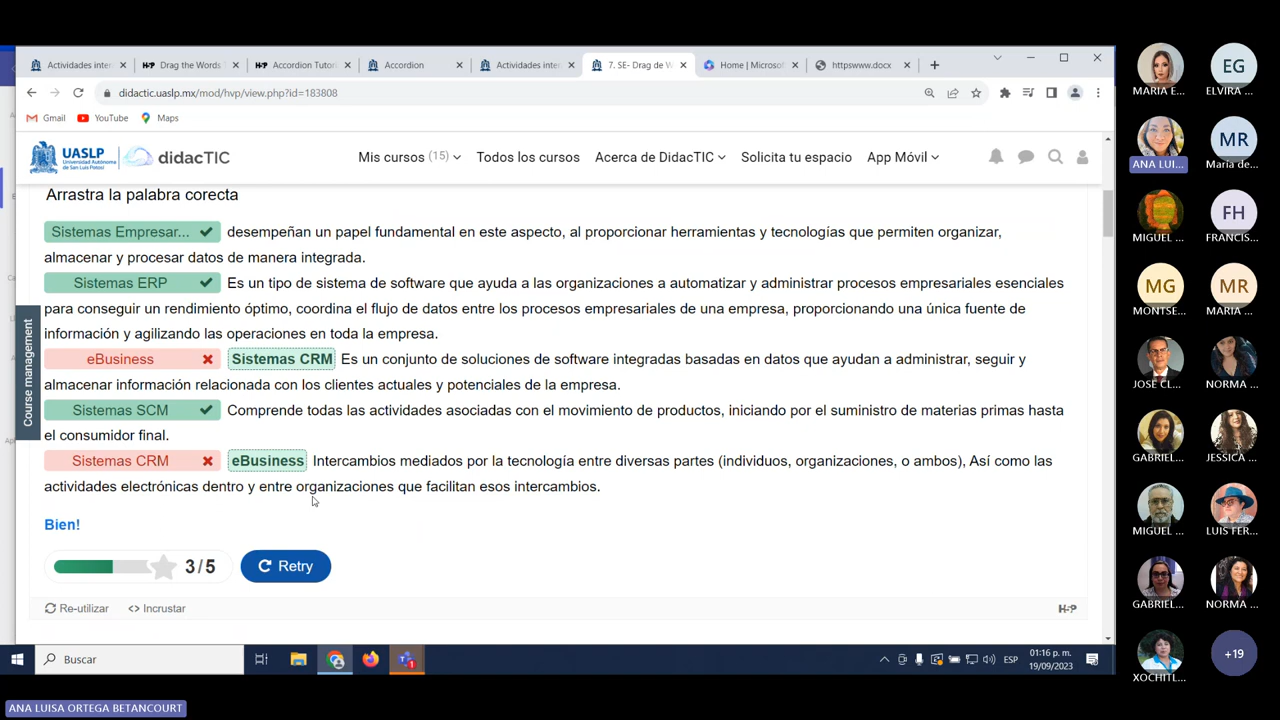 Actividades inter
Drag the Words
Accordion Tutori
Accordion
Actividades inter
7. SE- Drag de W
Home | Microsof
httpswww.docx
didactic.uaslp.mx/mod/hvp/view.php?id=183808
Gmail
YouTube
Maps
UASLP
Universidad Autónoma
de San Luis Potosí
didacTIC
Mis cursos (15)
Todos los cursos
Acerca de DidacTIC
Solicita tu espacio
App Móvil
Arrastra la palabra corecta
Sistemas Empresar... desempeñan un papel fundamental en este aspecto, al proporcionar herramientas y tecnologías que permiten organizar,
almacenar y procesar datos de manera integrada.
Sistemas ERP Es un tipo de sistema de software que ayuda a las organizaciones a automatizar y administrar procesos empresariales esenciales
para conseguir un rendimiento óptimo, coordina el flujo de datos entre los procesos empresariales de una empresa, proporcionando una única fuente de
información y agilizando las operaciones en toda la empresa.
eBusiness Sistemas CRM Es un conjunto de soluciones de software integradas basadas en datos que ayudan a administrar, seguir y
almacenar información relacionada con los clientes actuales y potenciales de la empresa.
Sistemas SCM Comprende todas las actividades asociadas con el movimiento de productos, iniciando por el suministro de materias primas hasta
el consumidor final.
Sistemas CRM eBusiness Intercambios mediados por la tecnología entre diversas partes (individuos, organizaciones, o ambos), Así como las
actividades electrónicas dentro y entre organizaciones que facilitan esos intercambios.
Bien!
3/5
Retry
Re-utilizar
Incrustar
H-P
Course management
Buscar
ESP
01:16 p. m.
19/09/2023
MARIA E...
EG
ELVIRA ...
ANA LUI...
MR
María de...
MIGUEL ...
FH
FRANCIS...
MG
MONTSE...
MR
MARIA ...
JOSE CL...
NORMA ...
GABRIEL...
JESSICA ...
MIGUEL ...
LUIS FER...
GABRIEL...
NORMA ...
XOCHITL...
+19
ANA LUISA ORTEGA BETANCOURT